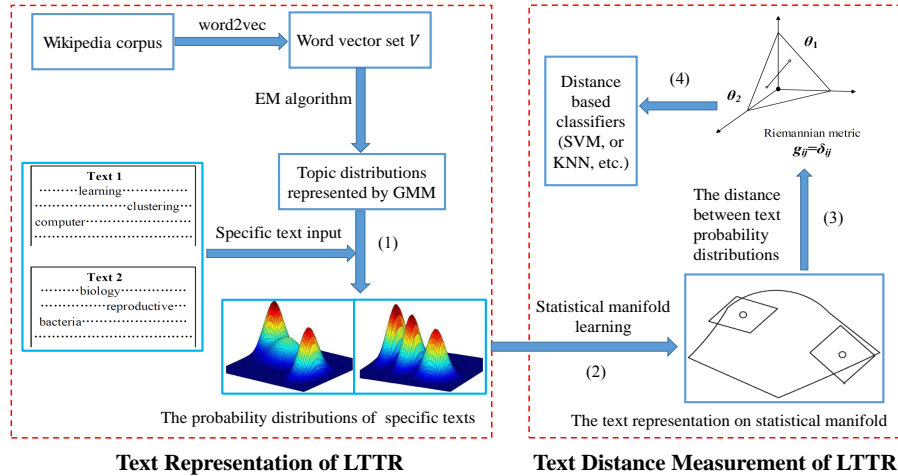 Wikipedia corpus
word2vec
Word vector set V
EM algorithm
Topic distributions
represented by GMM
Text 1
········learning···············
···················clustering···
computer····················
································
Text 2
········biology················
···············reproductive···
bacteria······················
································
Specific text input
(1)
The probability distributions of specific texts
Text Representation of LTTR
Statistical manifold
learning
(2)
The text representation on statistical manifold
The distance
between text
probability
distributions
(3)
θ1
θ2
Riemannian metric
gij=δij
(4)
Distance
based
classifiers
(SVM, or
KNN, etc.)
Text Distance Measurement of LTTR